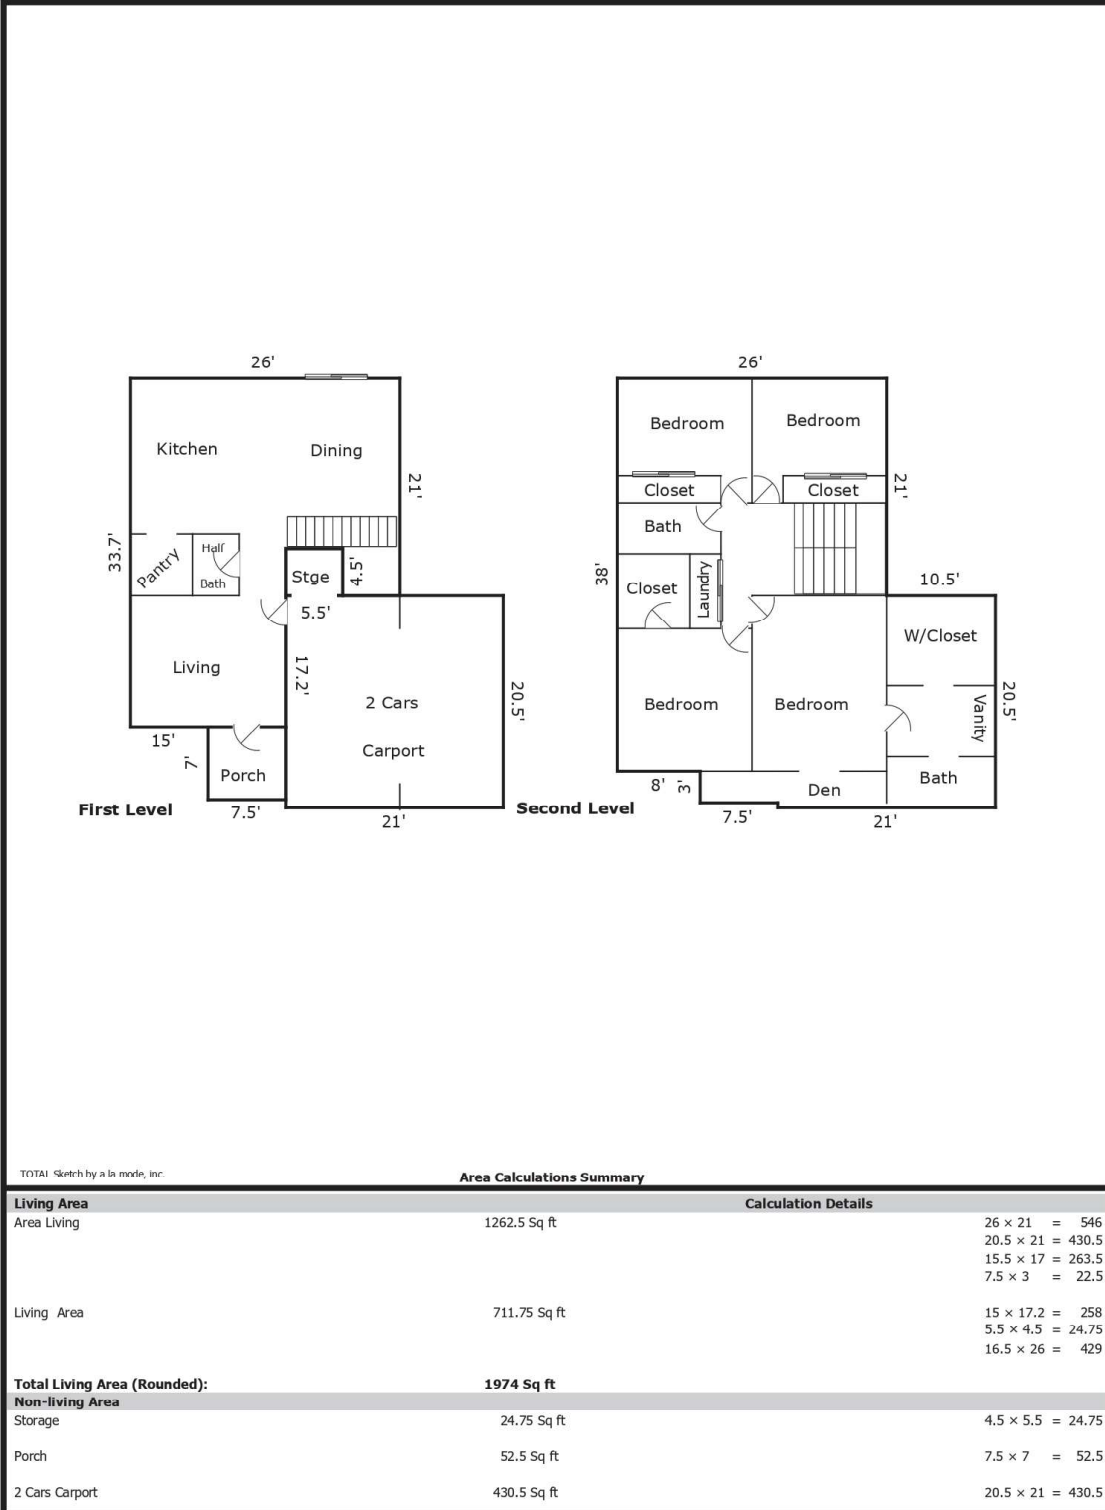 26'
26'
Kitchen
Dining
21'
33.7'
Pantry
Half
Bath
Stge
4.5'
5.5'
Living
17.2'
2 Cars
Carport
20.5'
15'
7'
Porch
7.5'
21'
First Level
Bedroom
Bedroom
Closet
Closet
21'
Bath
38'
Closet
Laundry
10.5'
W/Closet
Bedroom
Bedroom
Vanity
20.5'
Bath
Den
8'
3'
7.5'
21'
Second Level
TOTAL Sketch by a la mode, inc.
Area Calculations Summary
Living Area Calculation Details
Area Living 1262.5 Sq ft 26 × 21 = 546
20.5 × 21 = 430.5
15.5 × 17 = 263.5
7.5 × 3 = 22.5
Living Area 711.75 Sq ft 15 × 17.2 = 258
5.5 × 4.5 = 24.75
16.5 × 26 = 429
Total Living Area (Rounded): 1974 Sq ft
Non-living Area
Storage 24.75 Sq ft 4.5 × 5.5 = 24.75
Porch 52.5 Sq ft 7.5 × 7 = 52.5
2 Cars Carport 430.5 Sq ft 20.5 × 21 = 430.5